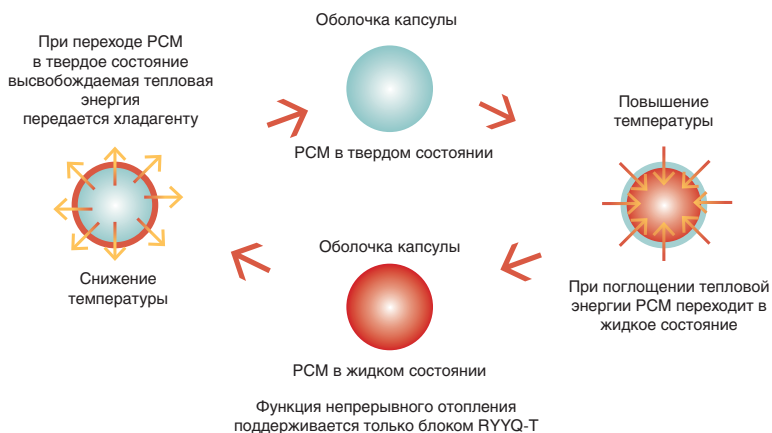 Оболочка капсулы
При переходе PCM
в твердое состояние
высвобождаемая тепловая
энергия
передается хладагенту
PCM в твердом состоянии
Повышение
температуры
Снижение
температуры
Оболочка капсулы
При поглощении тепловой
энергии PCM переходит в
жидкое состояние
PCM в жидком состоянии
Функция непрерывного отопления
поддерживается только блоком RYYQ-T